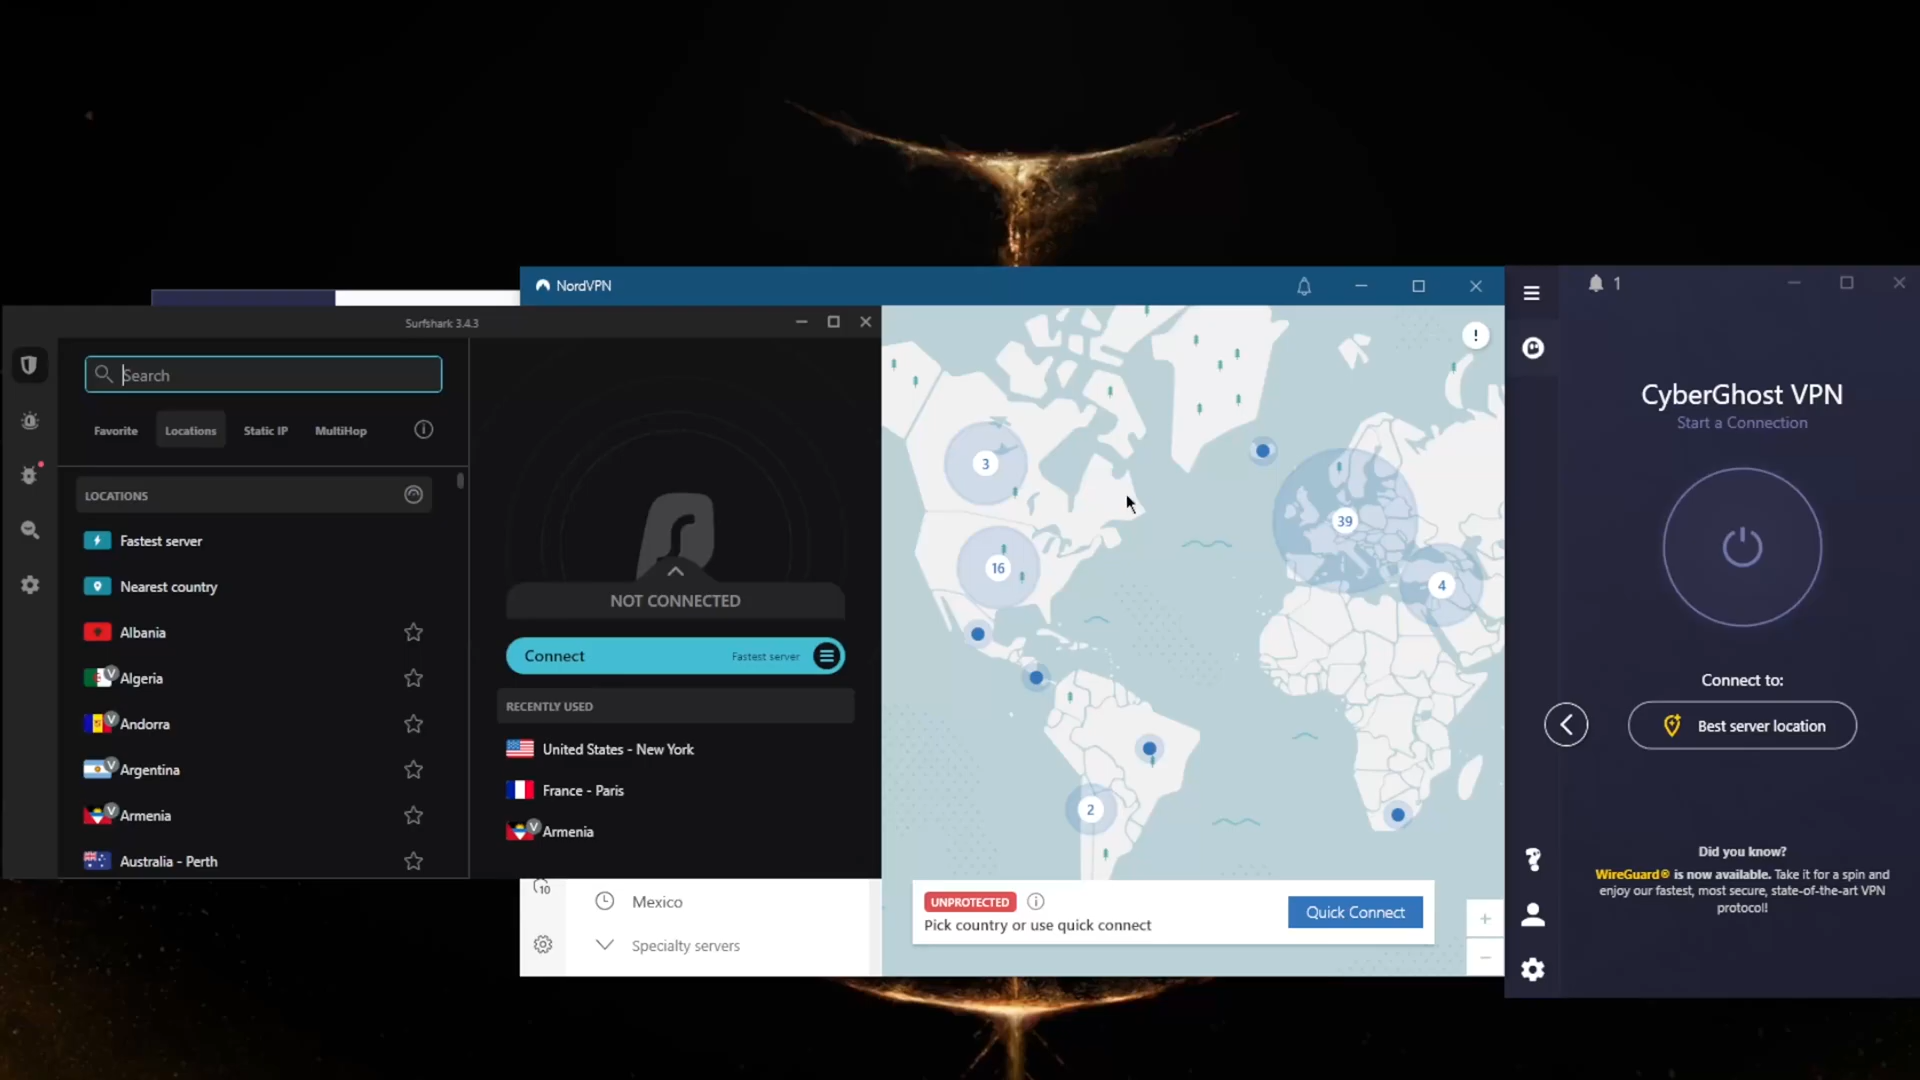 Surfshark 3.4.3
Search
Favorite
Locations
Static IP
MultiHop
LOCATIONS
Fastest server
Nearest country
Albania
V Algeria
V Andorra
V Argentina
V Armenia
Australia - Perth
NOT CONNECTED
Connect
Fastest server
RECENTLY USED
United States - New York
France - Paris
V Armenia
NordVPN
3
16
39
4
2
!
10
Mexico
Specialty servers
UNPROTECTED
Pick country or use quick connect
Quick Connect
+
−
1
CyberGhost VPN
Start a Connection
Connect to:
Best server location
Did you know?
WireGuard® is now available. Take it for a spin and
enjoy our fastest, most secure, state-of-the-art VPN
protocol!